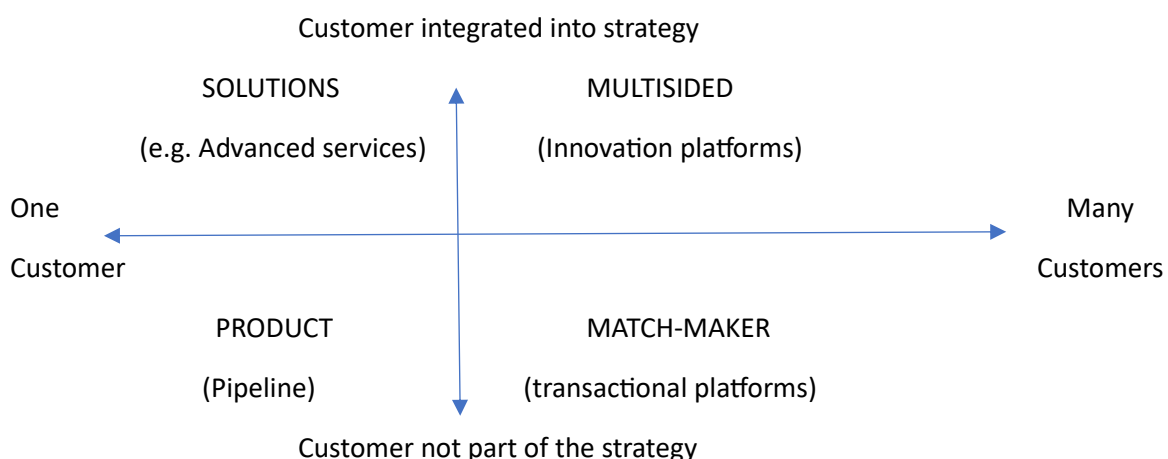 Customer integrated into strategy
SOLUTIONS MULTISIDED
(e.g. Advanced services) (Innovation platforms)
One Many
Customer Customers
PRODUCT MATCH-MAKER
(Pipeline) (transactional platforms)
Customer not part of the strategy